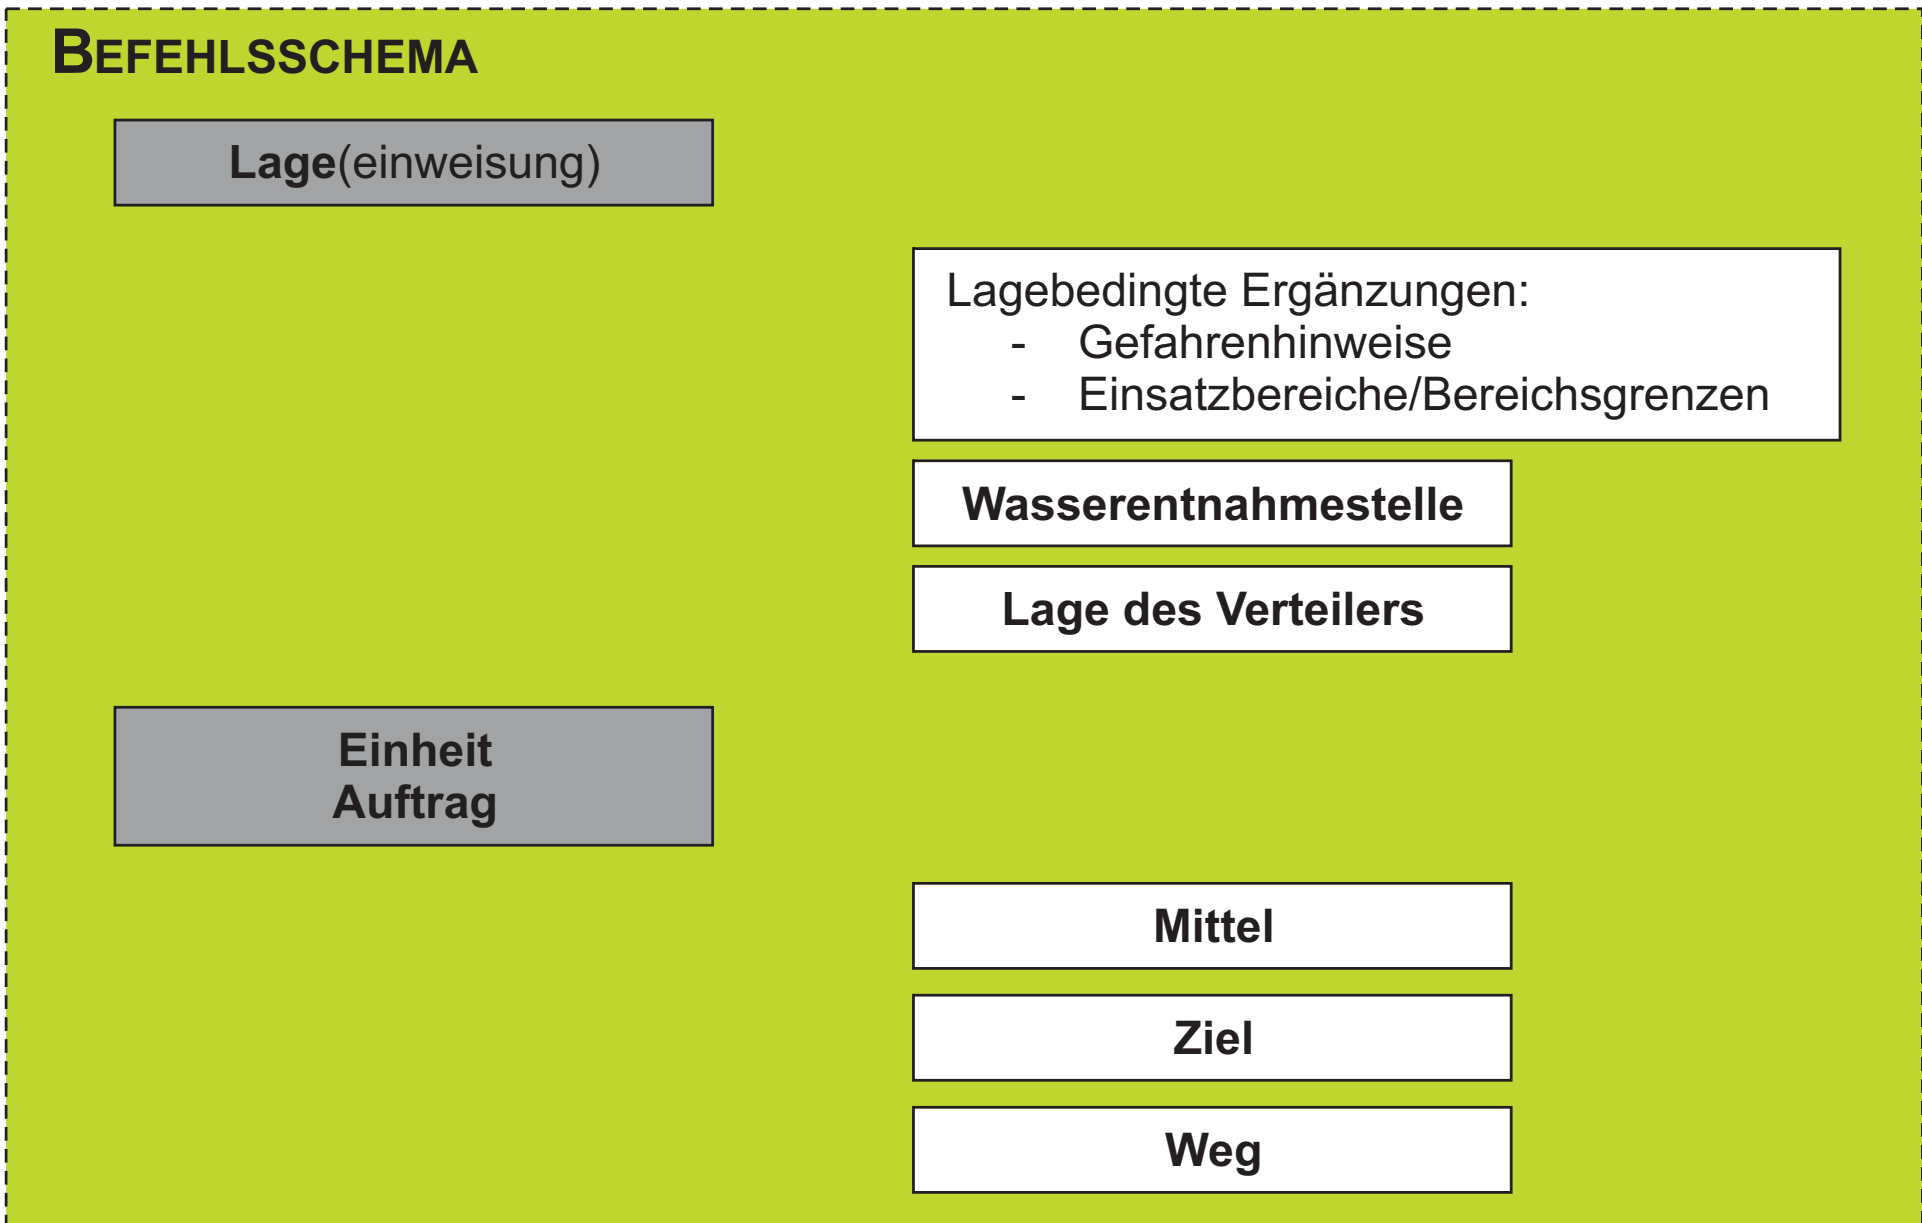 BEFEHLSSCHEMA
Lage(einweisung)
Lagebedingte Ergänzungen:
- Gefahrenhinweise
- Einsatzbereiche/Bereichsgrenzen
Wasserentnahmestelle
Lage des Verteilers
Einheit
Auftrag
Mittel
Ziel
Weg